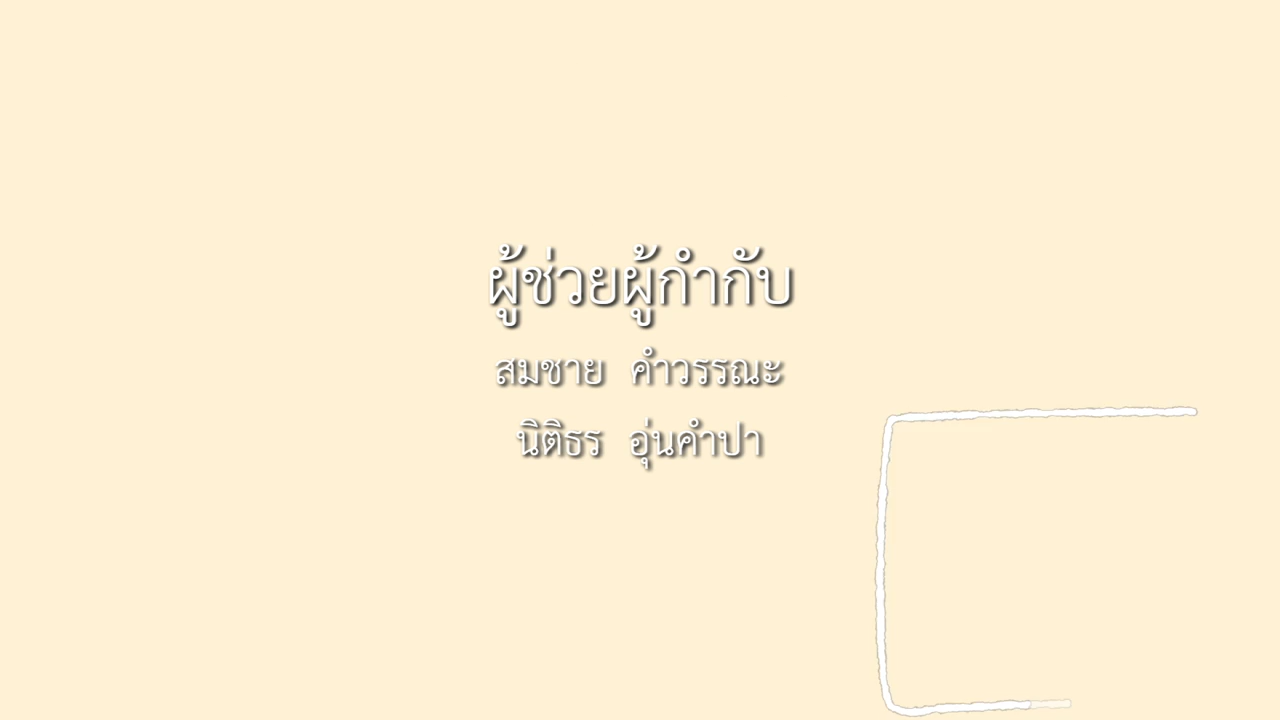 ผู้ช่วยผู้กำกับ
สมชาย คำวรรณะ
นิติธร อุ่นคำปา